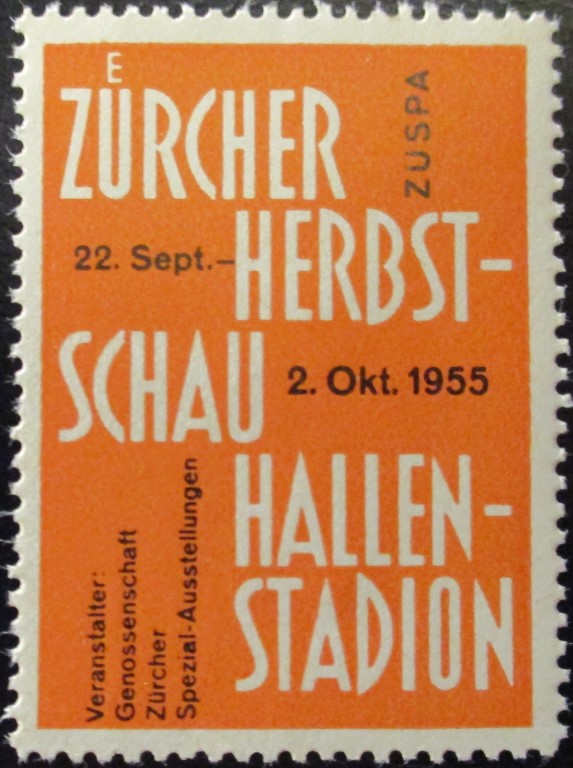 ZÜRCHER
ZUSPA
22. Sept.–
HERBST-
SCHAU
2. Okt. 1955
HALLEN-
STADION
Veranstalter:
Genossenschaft
Zürcher
Spezial-Ausstellungen